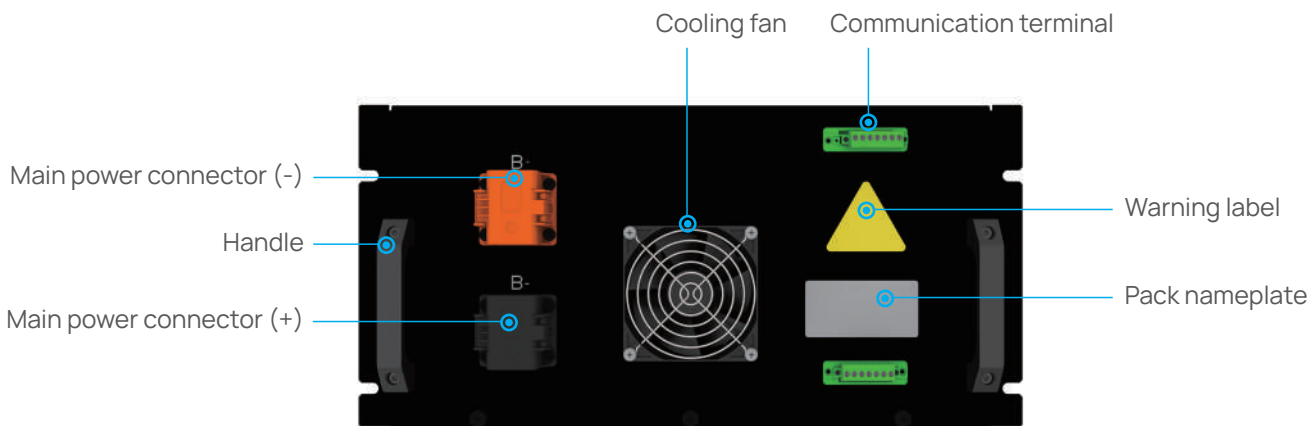 Cooling fan
Communication terminal
B-
Main power connector (-)
Warning label
Handle
B-
Pack nameplate
Main power connector (+)